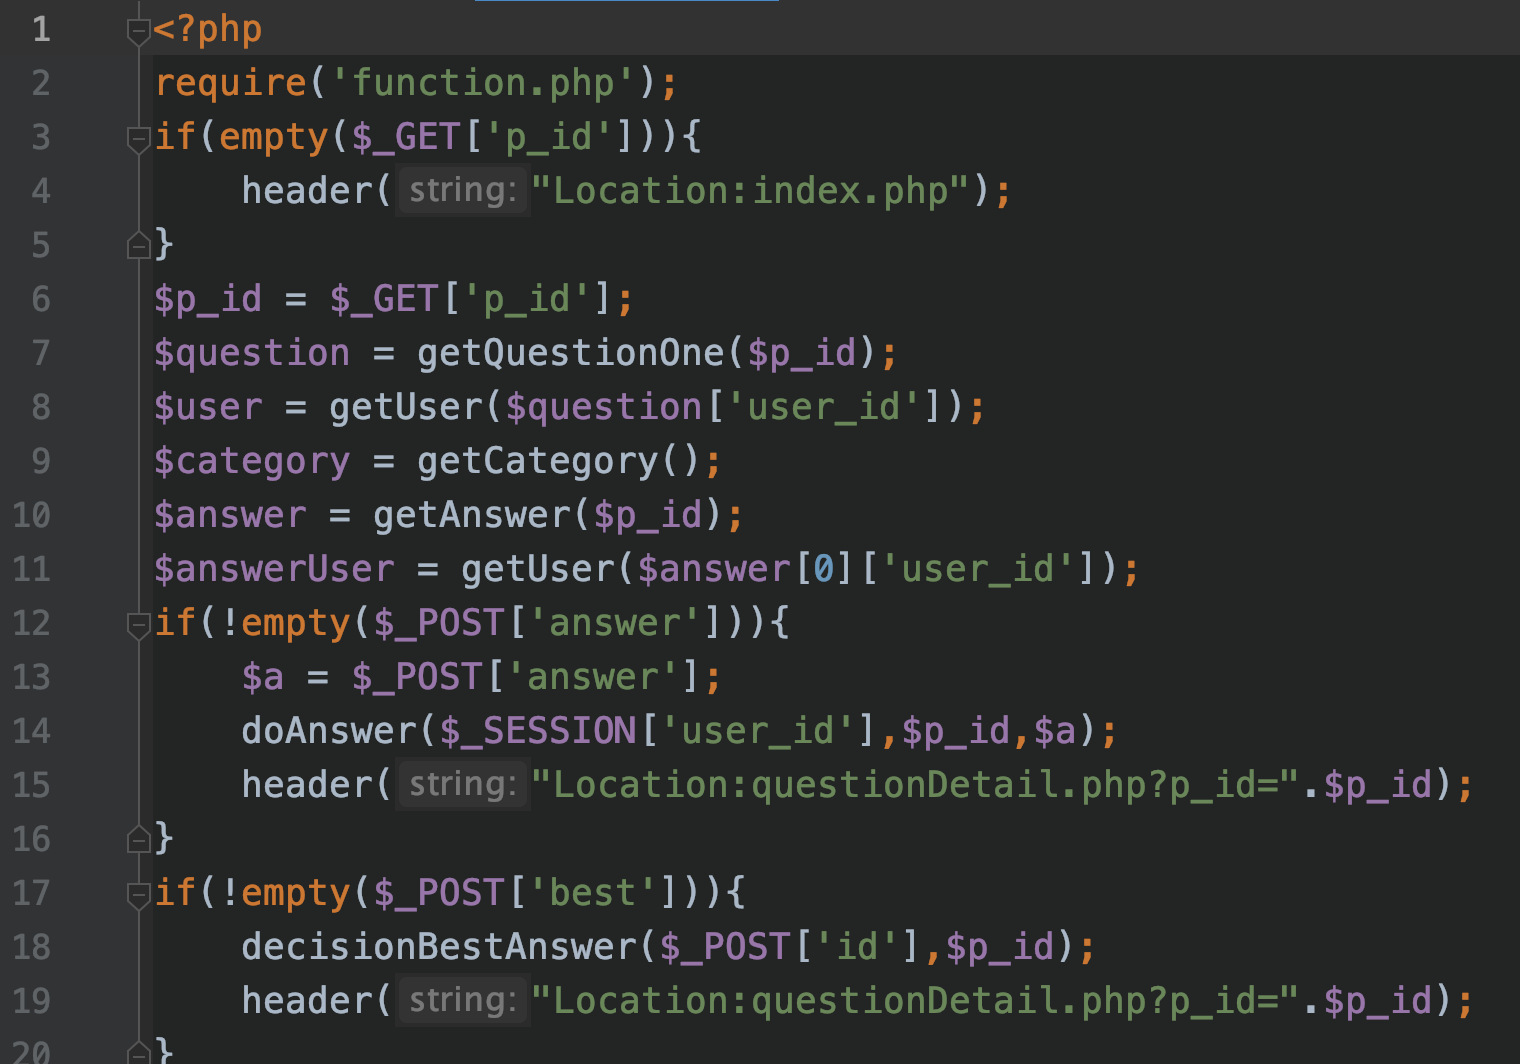 1 <?php
2 require('function.php');
3 if(empty($_GET['p_id'])){
4 header( string: "Location:index.php");
5 }
6 $p_id = $_GET['p_id'];
7 $question = getQuestionOne($p_id);
8 $user = getUser($question['user_id']);
9 $category = getCategory();
10 $answer = getAnswer($p_id);
11 $answerUser = getUser($answer[0]['user_id']);
12 if(!empty($_POST['answer'])){
13 $a = $_POST['answer'];
14 doAnswer($_SESSION['user_id'],$p_id,$a);
15 header( string: "Location:questionDetail.php?p_id=".$p_id);
16 }
17 if(!empty($_POST['best'])){
18 decisionBestAnswer($_POST['id'],$p_id);
19 header( string: "Location:questionDetail.php?p_id=".$p_id);
20 }